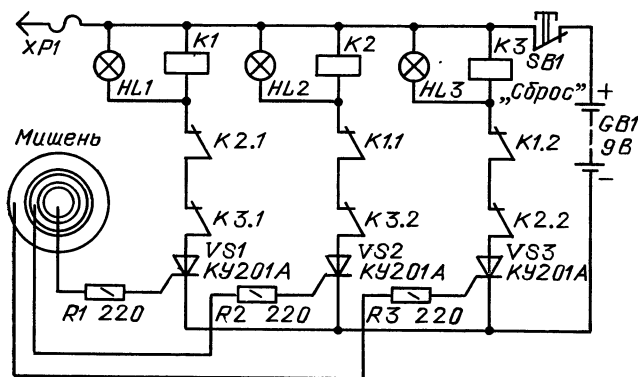 XP1
HL1
K1
HL2
K2
HL3
K3
SB1
„Сброс"
+
GB1
9В
–
Мишень
K2.1
K1.1
K1.2
K3.1
K3.2
K2.2
VS1
КУ201А
VS2
КУ201А
VS3
КУ201А
R1 220
R2 220
R3 220